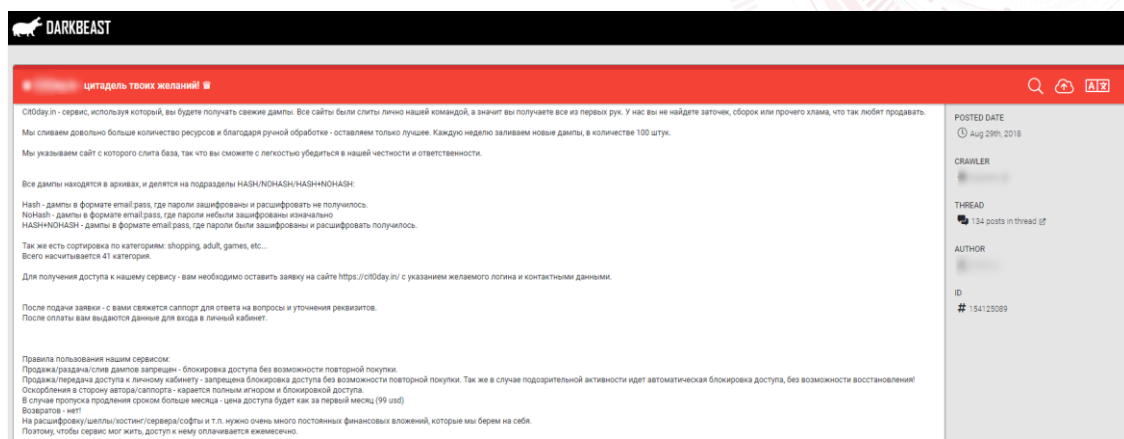 DARKBEAST
цитадель твоих желаний!
Cit0day.in - сервис, используя который, вы будете получать свежие дампы. Все сайты были слиты лично нашей командой, а значит вы получаете все из первых рук. У нас вы не найдете заточек, сборок или прочего хлама, что так любят продавать.
Мы сливаем довольно больше количество ресурсов и благодаря ручной обработке - оставляем только лучшее. Каждую неделю заливаем новые дампы, в количестве 100 штук.
Мы указываем сайт с которого слита база, так что вы сможете с легкостью убедиться в нашей честности и ответственности.
Все дампы находятся в архивах, и делятся на подразделы HASH/NOHASH/HASH+NOHASH:
Hash - дампы в формате email:pass, где пароли зашифрованы и расшифровать не получилось.
NoHash - дампы в формате email:pass, где пароли небыли зашифрованы изначально
HASH+NOHASH - дампы в формате email:pass, где пароли были зашифрованы и расшифровать получилось.
Так же есть сортировка по категориям: shopping, adult, games, etc...
Всего насчитывается 41 категория.
Для получения доступа к нашему сервису - вам необходимо оставить заявку на сайте https://cit0day.in/ с указанием желаемого логина и контактными данными.
После подачи заявки - с вами свяжется саппорт для ответа на вопросы и уточнения реквизитов.
После оплаты вам выдаются данные для входа в личный кабинет.
Правила пользования нашим сервисом:
Продажа/раздача/слив дампов запрещен - блокировка доступа без возможности повторной покупки.
Продажа/передача доступа к личному кабинету - запрещена блокировка доступа без возможности повторной покупки. Так же в случае подозрительной активности идет автоматическая блокировка доступа, без возможности восстановления!
Оскорбления в сторону автора/саппорта - карается полным игнором и блокировкой доступа.
В случае пропуска продления сроком больше месяца - цена доступа будет как за первый месяц (99 usd)
Возвратов - нет!
На расшифровку/шеллы/хостинг/сервера/софты и т.п. нужно очень много постоянных финансовых вложений, которые мы берем на себя.
Поэтому, чтобы сервис мог жить, доступ к нему оплачивается ежемесечно.
POSTED DATE
Aug 29th, 2018
CRAWLER
THREAD
134 posts in thread
AUTHOR
ID
# 154125089